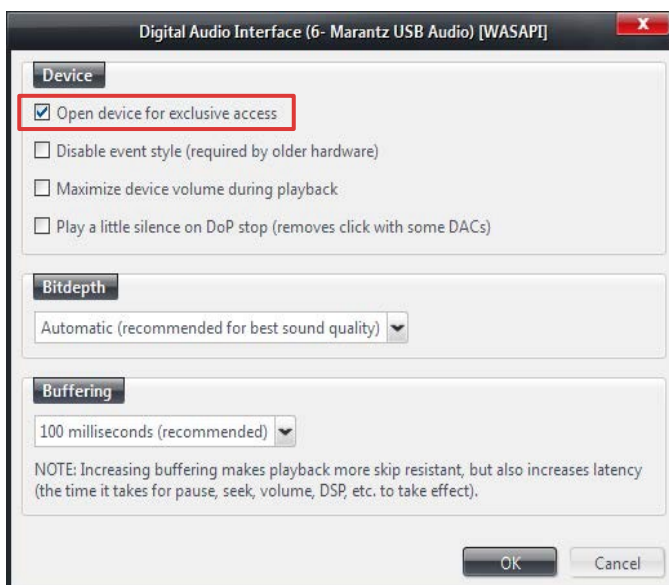 Digital Audio Interface (6- Marantz USB Audio) [WASAPI]
Device
Open device for exclusive access
Disable event style (required by older hardware)
Maximize device volume during playback
Play a little silence on DoP stop (removes click with some DACs)
Bitdepth
Automatic (recommended for best sound quality)
Buffering
100 milliseconds (recommended)
NOTE: Increasing buffering makes playback more skip resistant, but also increases latency
(the time it takes for pause, seek, volume, DSP, etc. to take effect).
OK Cancel